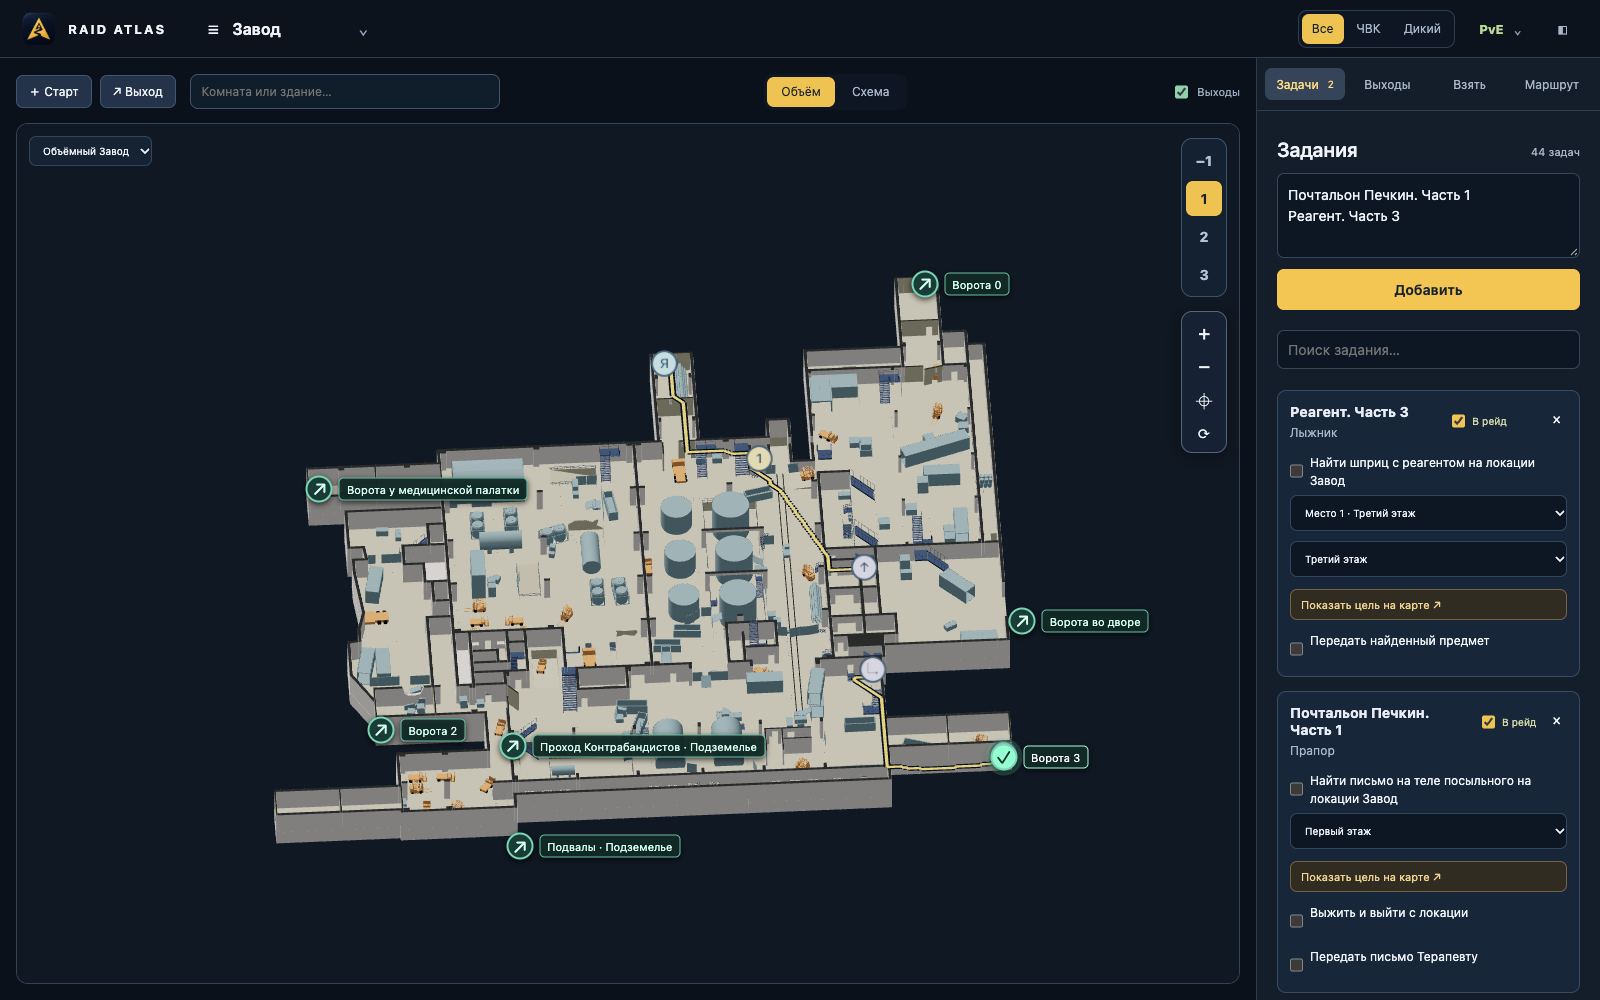 RAID ATLAS
Завод
Все
ЧВК
Дикий
PvE
+ Старт
↗ Выход
Комната или здание...
Объём
Схема
Выходы
Задачи 2
Выходы
Взять
Маршрут
Объёмный Завод
−1
1
2
3
+
−
Ворота 0
Я
1
Ворота у медицинской палатки
Ворота во дворе
Ворота 2
Проход Контрабандистов · Подземелье
Ворота 3
Подвалы · Подземелье
Задания
44 задач
Почтальон Печкин. Часть 1
Реагент. Часть 3
Добавить
Поиск задания...
Реагент. Часть 3
Лыжник
В рейд
×
Найти шприц с реагентом на локации
Завод
Место 1 · Третий этаж
Третий этаж
Показать цель на карте ↗
Передать найденный предмет
Почтальон Печкин.
Часть 1
Прапор
В рейд
×
Найти письмо на теле посыльного на
локации Завод
Первый этаж
Показать цель на карте ↗
Выжить и выйти с локации
Передать письмо Терапевту